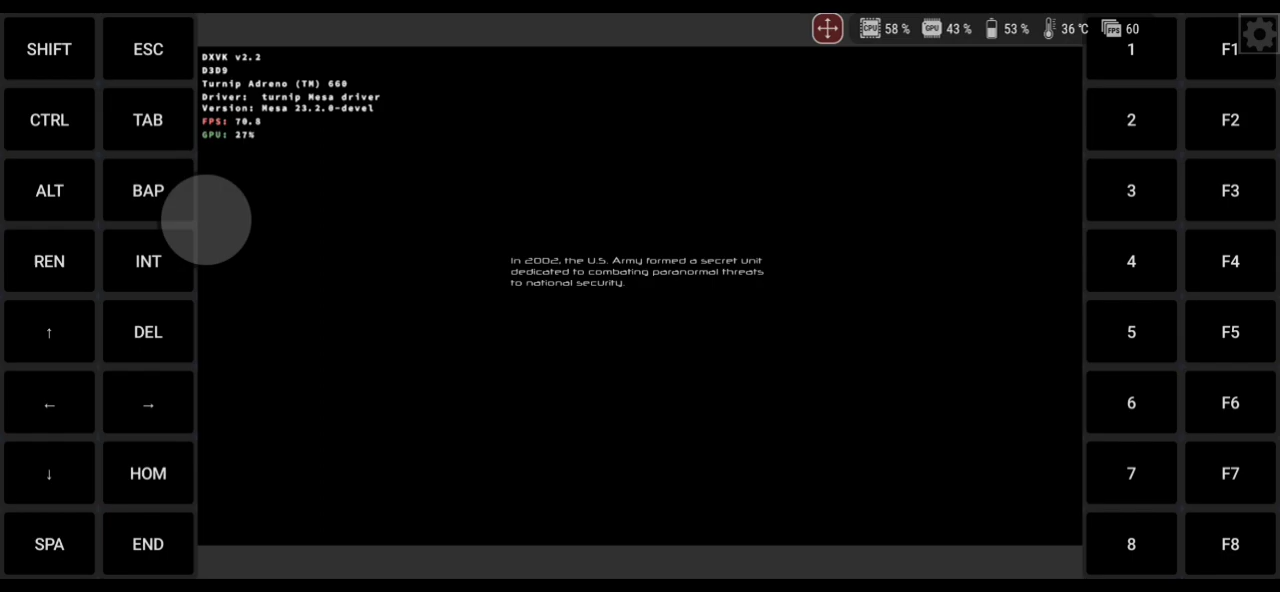 SHIFT ESC 58 % 43 % 53 % 36 °C FPS 60 1 F1
DXVK v2.2
D3D9
Turnip Adreno (TM) 660
Driver: turnip Mesa driver
Version: Mesa 23.2.0-devel
FPS: 70.8
GPU: 27%
CTRL TAB 2 F2
ALT BAP 3 F3
REN INT 4 F4
In 2002, the U.S. Army formed a secret unit
dedicated to combating paranormal threats
to national security.
↑ DEL 5 F5
← → 6 F6
↓ HOM 7 F7
SPA END 8 F8